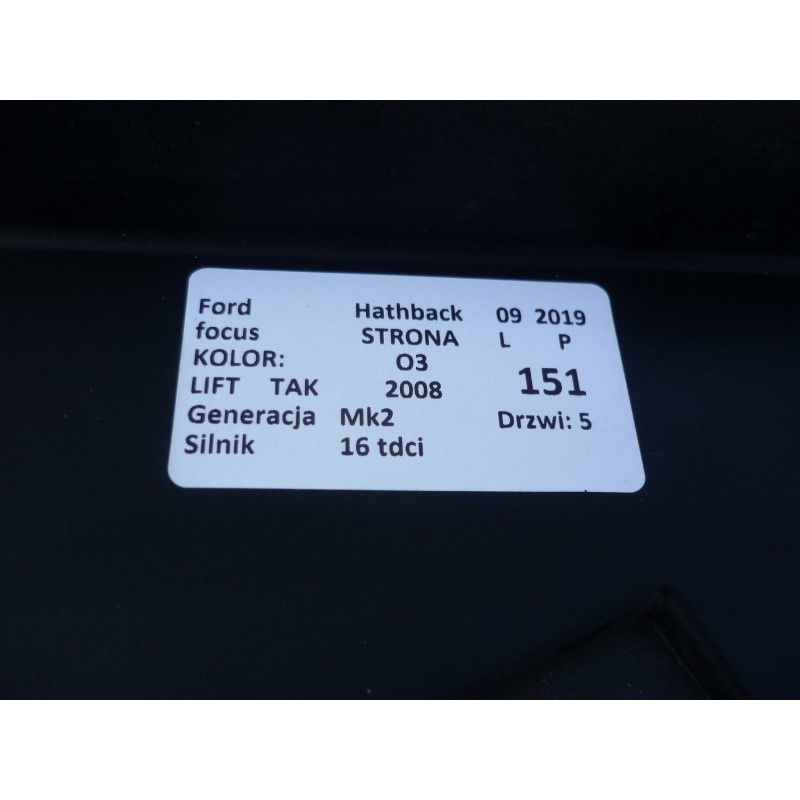 Ford Hathback 09 2019
focus STRONA L P
KOLOR: O3
LIFT TAK 2008 151
Generacja Mk2 Drzwi: 5
Silnik 16 tdci